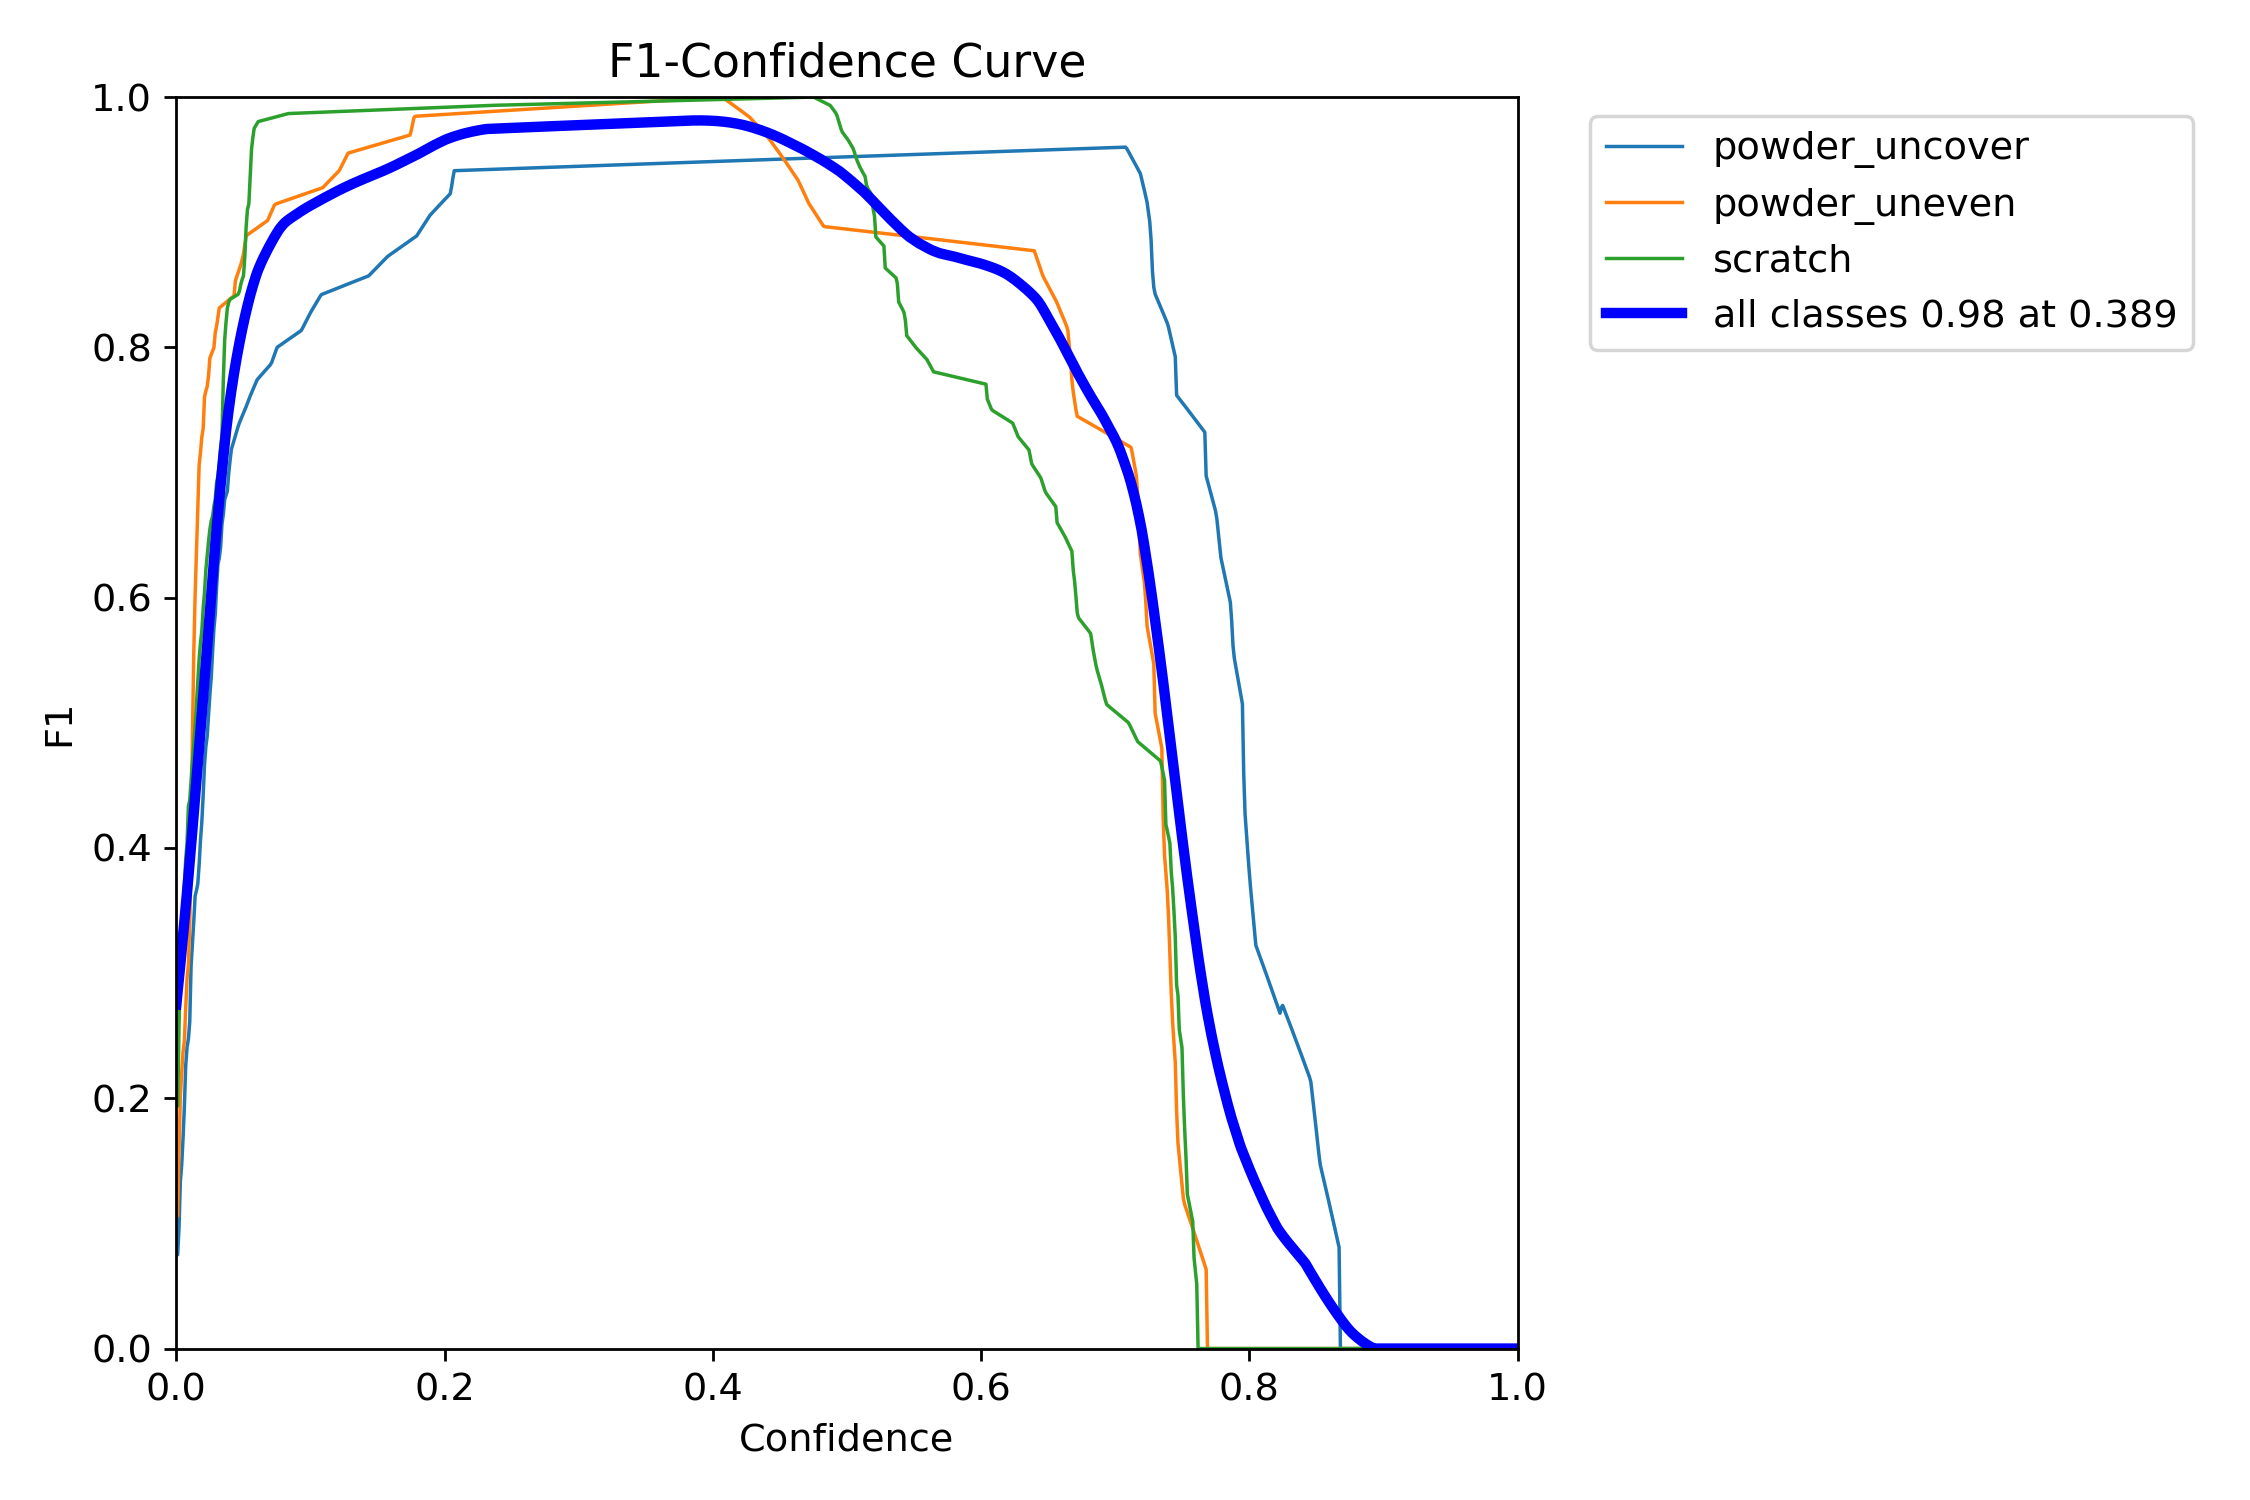 F1-Confidence Curve
1.0
0.8
0.6
0.4
0.2
0.0
F1
0.0 0.2 0.4 0.6 0.8 1.0
Confidence
powder_uncover
powder_uneven
scratch
all classes 0.98 at 0.389